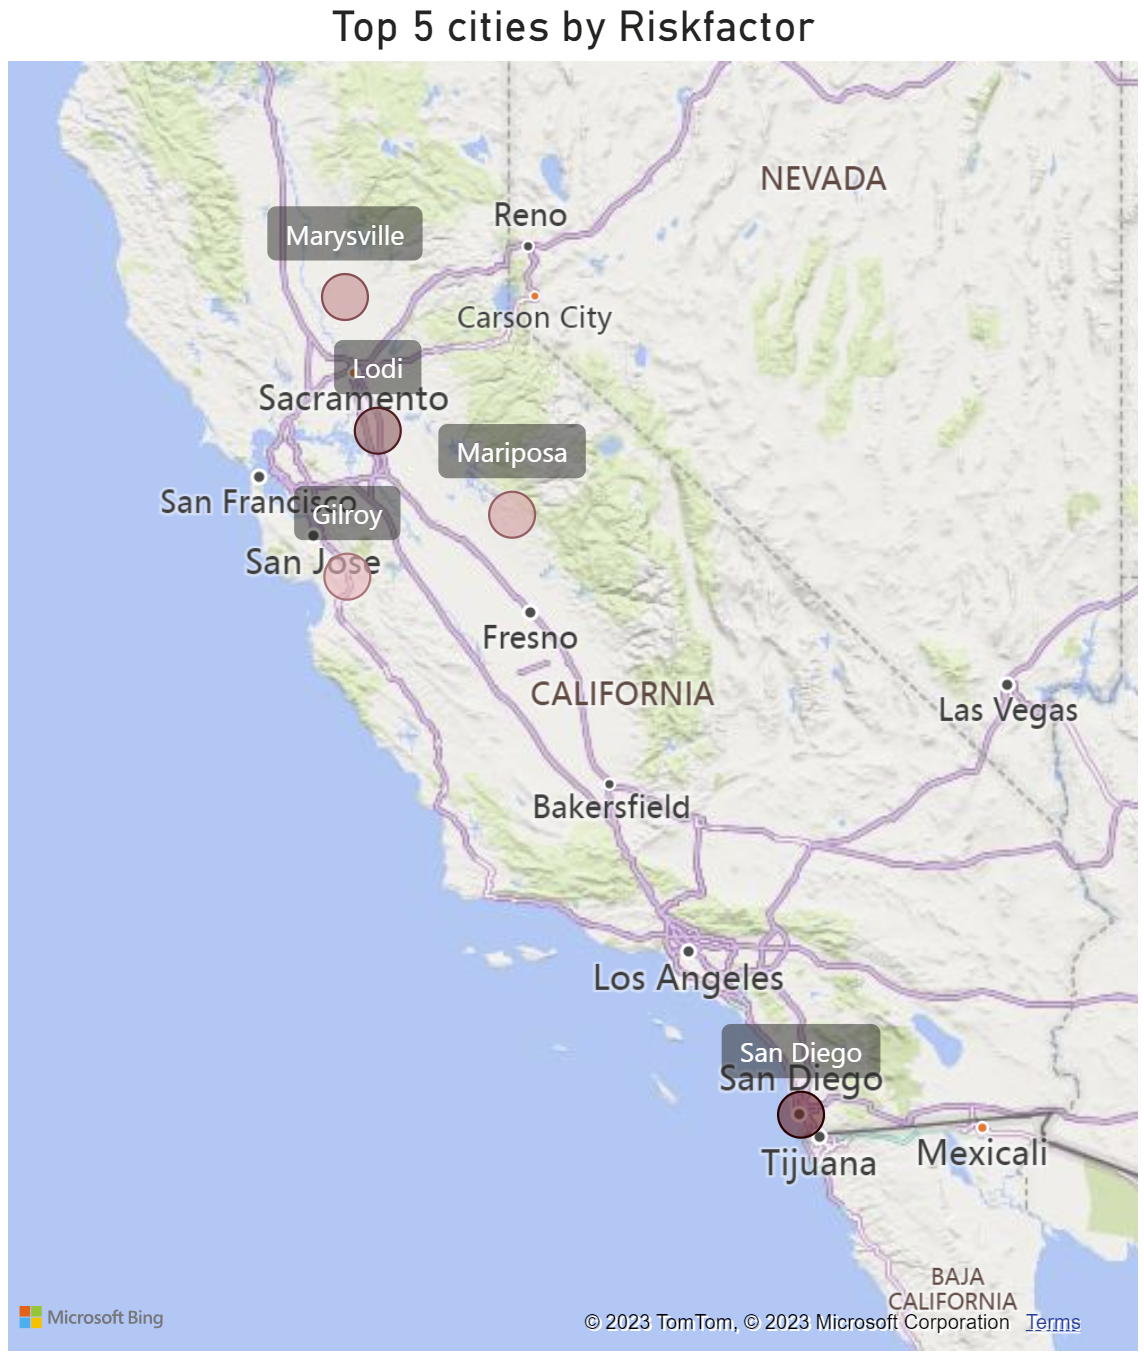 Top 5 cities by Riskfactor
NEVADA
Reno
Marysville
Carson City
Lodi
Sacramento
Mariposa
San Francisco
Gilroy
San Jose
Fresno
CALIFORNIA
Las Vegas
Bakersfield
Los Angeles
San Diego
San Diego
Tijuana
Mexicali
BAJA
CALIFORNIA
Microsoft Bing
© 2023 TomTom, © 2023 Microsoft Corporation Terms